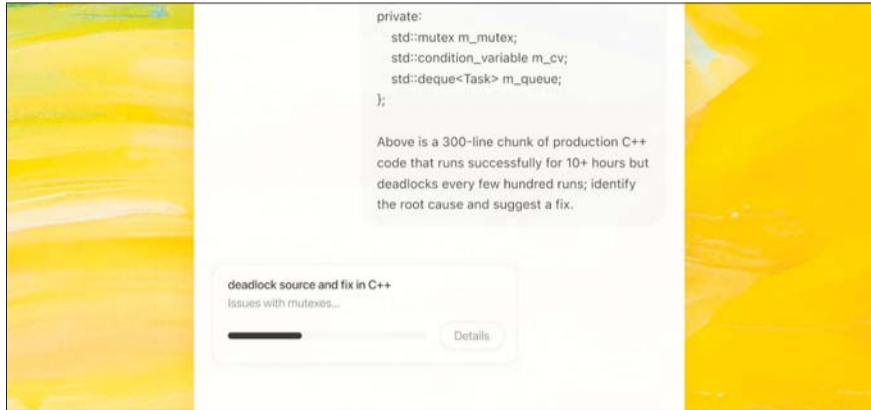 private:
std::mutex m_mutex;
std::condition_variable m_cv;
std::deque<Task> m_queue;
};
Above is a 300-line chunk of production C++
code that runs successfully for 10+ hours but
deadlocks every few hundred runs; identify
the root cause and suggest a fix.
deadlock source and fix in C++
Issues with mutexes...
Details